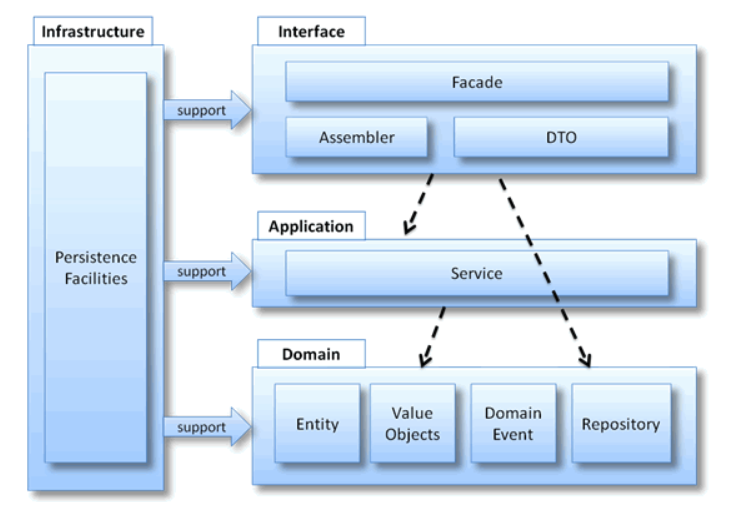 Infrastructure
Interface
Facade
support
Assembler
DTO
Application
Persistence
Facilities
support
Service
Domain
Entity
Value
Objects
Domain
Event
Repository
support